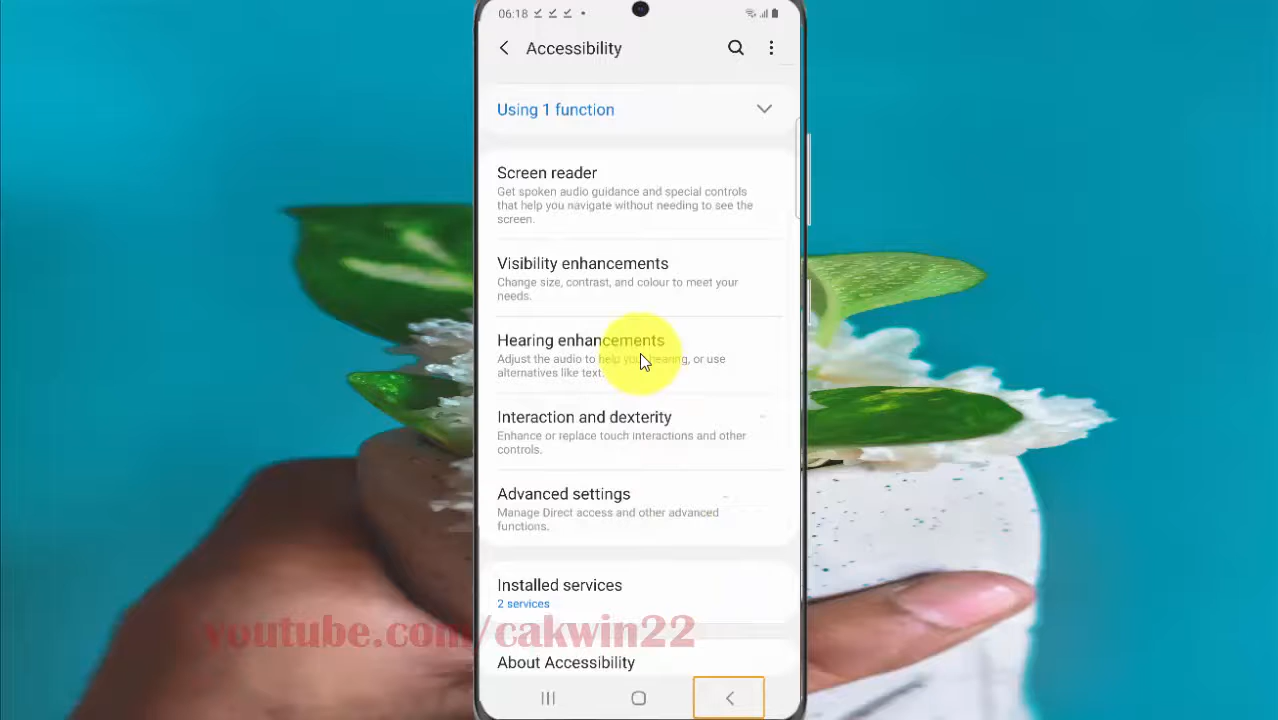 06:18
Accessibility
Using 1 function
Screen reader
Get spoken audio guidance and special controls
that help you navigate without needing to see the
screen.
Visibility enhancements
Change size, contrast, and colour to meet your
needs.
Hearing enhancements
Adjust the audio to help your hearing, or use
alternatives like text.
Interaction and dexterity
Enhance or replace touch interactions and other
controls.
Advanced settings
Manage Direct access and other advanced
functions.
Installed services
2 services
youtube.com/cakwin22
About Accessibility